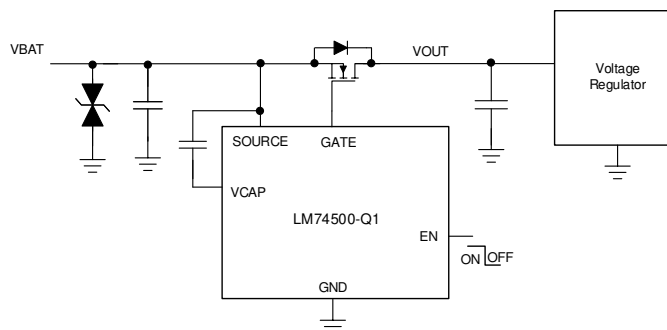 VBAT
VOUT
Voltage
Regulator
SOURCE
GATE
VCAP
LM74500-Q1
EN
ON OFF
GND